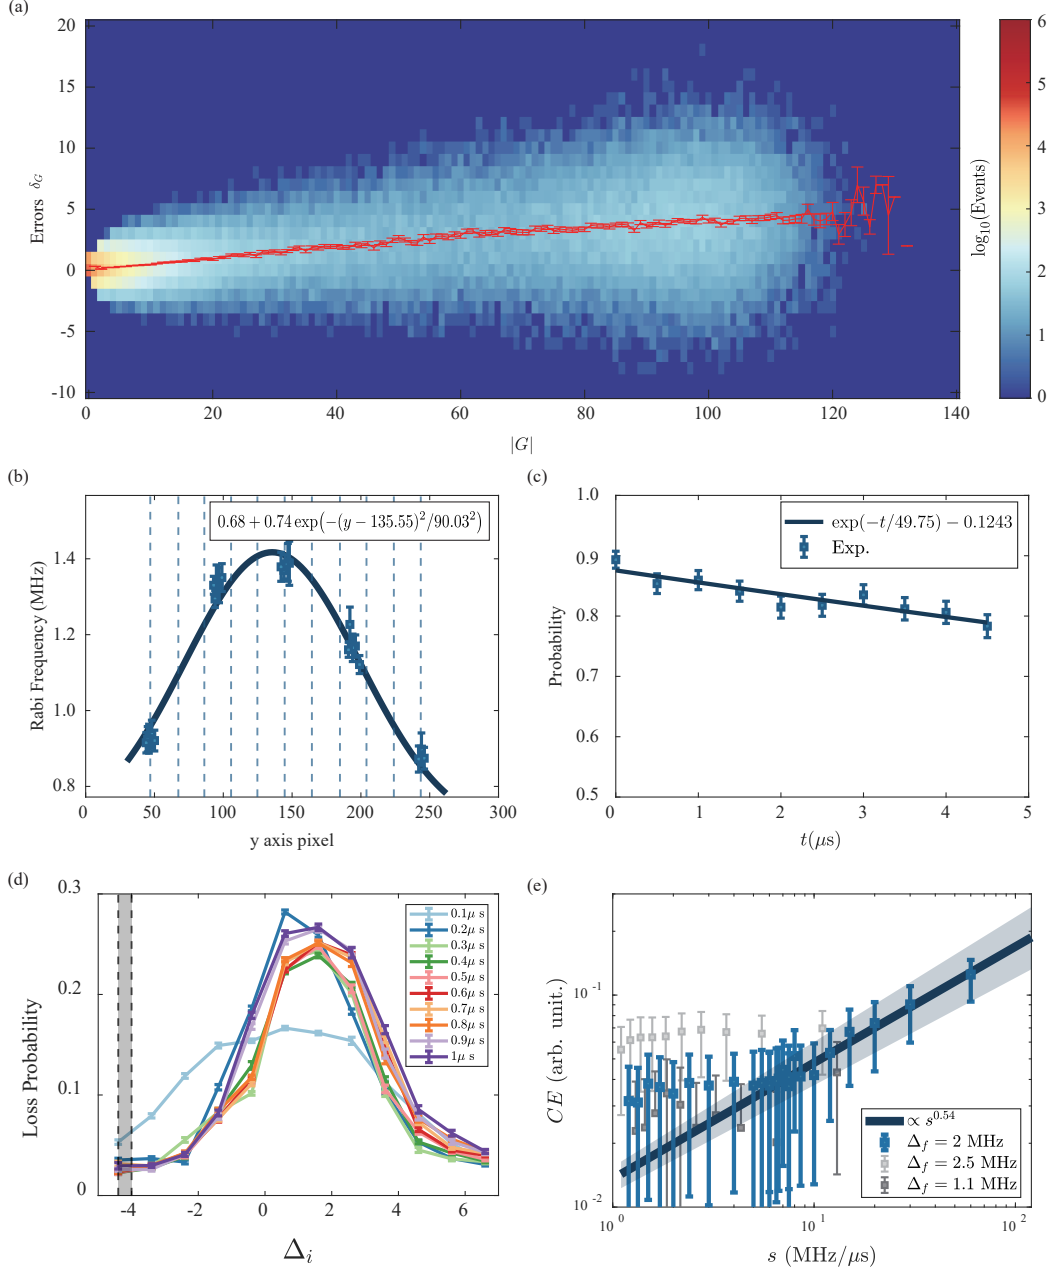 (a)
20
15
10
5
0
-5
-10
Errors δ_G
0
20
40
60
80
100
120
140
|G|
6
5
4
3
2
1
0
log₁₀(Events)
(b)
0.68 + 0.74 exp(−(y − 135.55)²/90.03²)
1.4
1.2
1.0
0.8
Rabi Frequency (MHz)
0
50
100
150
200
250
300
y axis pixel
(c)
1.0
0.9
0.8
0.7
0.6
0.5
Probability
exp(−t/49.75) − 0.1243
Exp.
0
1
2
3
4
5
t(μs)
(d)
0.3
0.2
0.1
0
Loss Probability
0.1μ s
0.2μ s
0.3μ s
0.4μ s
0.5μ s
0.6μ s
0.7μ s
0.8μ s
0.9μ s
1μ s
-4
-2
0
2
4
6
Δ_i
(e)
10⁻¹
10⁻²
CE (arb. unit.)
∝ s^0.54
Δ_f = 2 MHz
Δ_f = 2.5 MHz
Δ_f = 1.1 MHz
10⁰
10¹
10²
s (MHz/μs)